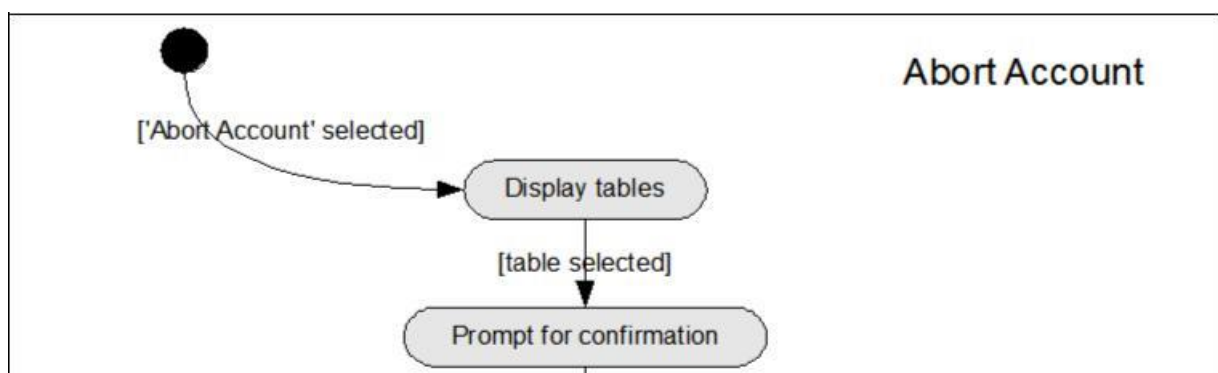 Abort Account
['Abort Account' selected]
Display tables
[table selected]
Prompt for confirmation